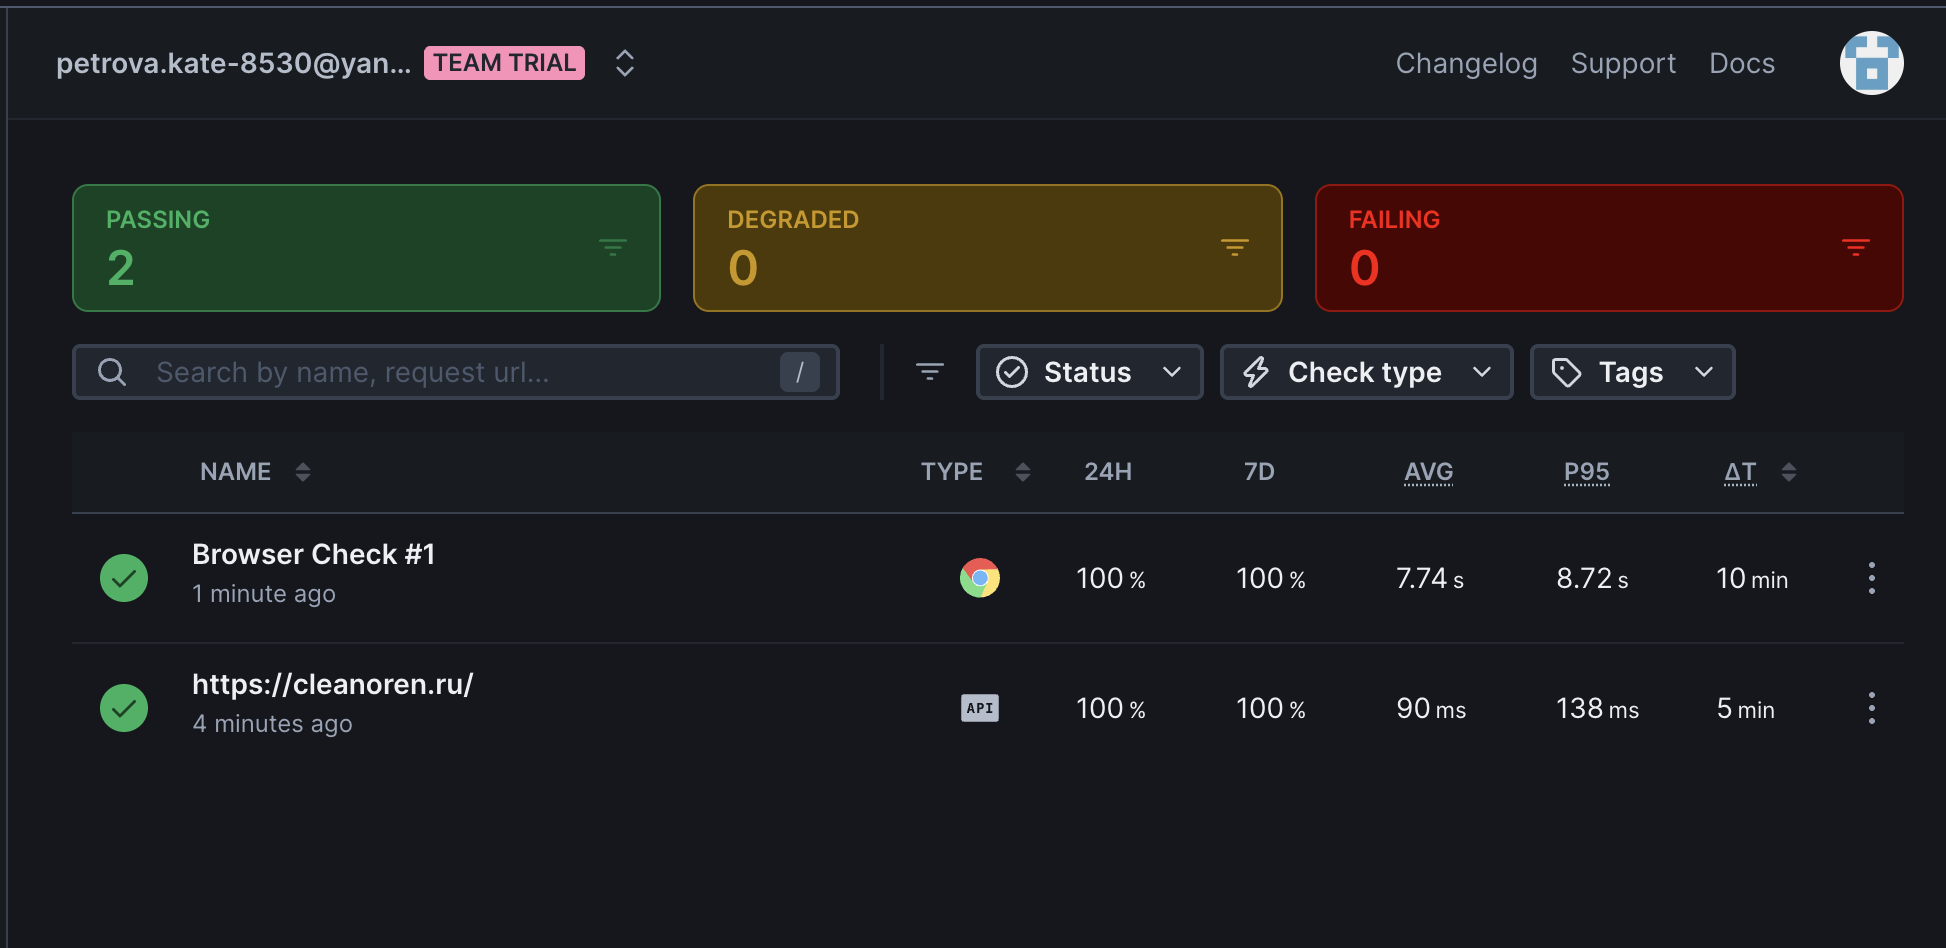 petrova.kate-8530@yan... TEAM TRIAL
Changelog Support Docs
PASSING
2
DEGRADED
0
FAILING
0
Search by name, request url... /
Status Check type Tags
NAME TYPE 24H 7D AVG P95 ΔT
Browser Check #1
1 minute ago
100 % 100 % 7.74 s 8.72 s 10 min
https://cleanoren.ru/
4 minutes ago
API 100 % 100 % 90 ms 138 ms 5 min